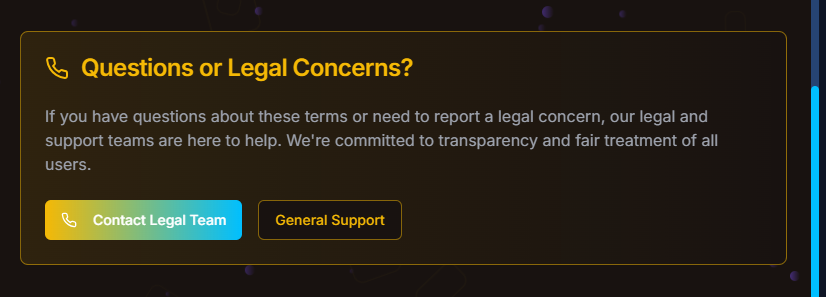 Questions or Legal Concerns?
If you have questions about these terms or need to report a legal concern, our legal and
support teams are here to help. We're committed to transparency and fair treatment of all
users.
Contact Legal Team
General Support